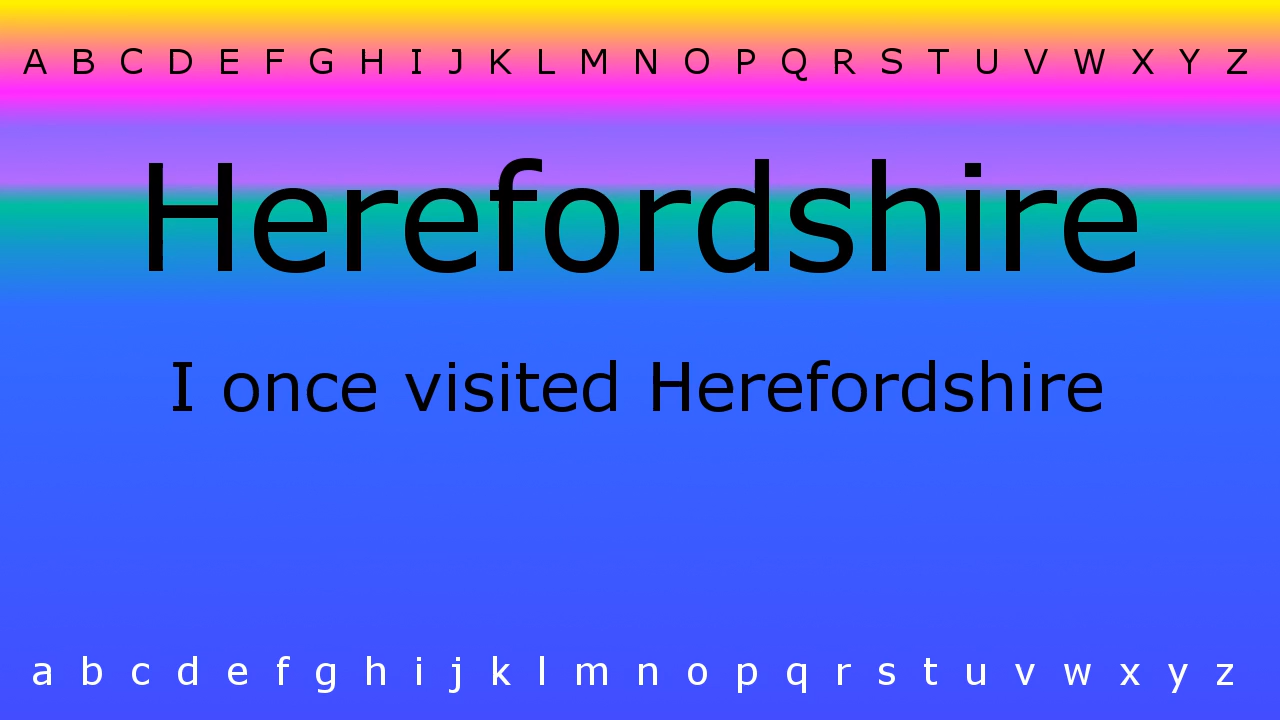 A B C D E F G H I J K L M N O P Q R S T U V W X Y Z
Herefordshire
I once visited Herefordshire
a b c d e f g h i j k l m n o p q r s t u v w x y z